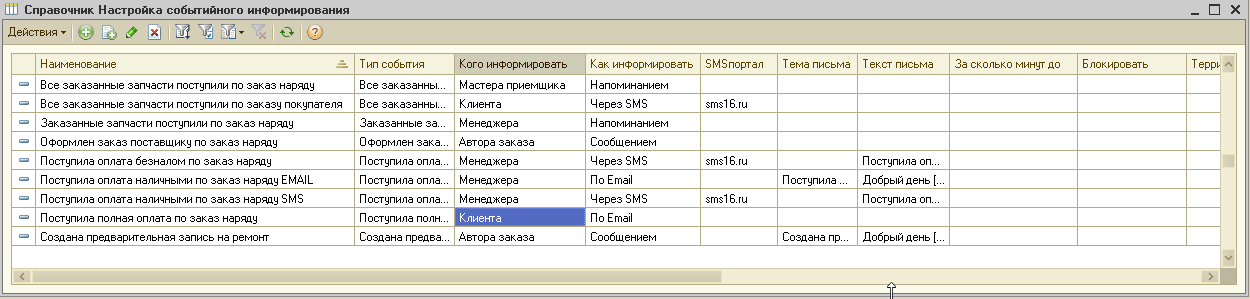 Справочник Настройка событийного информирования
Действия
Наименование Тип события Кого информировать Как информировать SMSпортал Тема письма Текст письма За сколько минут до Блокировать Терри
Все заказанные запчасти поступили по заказ наряду Все заказанны... Мастера приемщика Напоминанием
Все заказанные запчасти поступили по заказу покупателя Все заказанны... Клиента Через SMS sms16.ru
Заказанные запчасти поступили по заказ наряду Заказанные за... Менеджера Напоминанием
Оформлен заказ поставщику по заказ наряду Оформлен зака... Автора заказа Сообщением
Поступила оплата безналом по заказ наряду Поступила опла... Менеджера Через SMS sms16.ru Поступила оп...
Поступила оплата наличными по заказ наряду EMAIL Поступила опла... Менеджера По Email Поступила ... Добрый день [...
Поступила оплата наличными по заказ наряду SMS Поступила опла... Менеджера Через SMS sms16.ru Поступила оп...
Поступила полная оплата по заказ наряду Поступила полн... Клиента По Email
Создана предварительная запись на ремонт Создана предва... Автора заказа Сообщением Создана пр... Добрый день [...